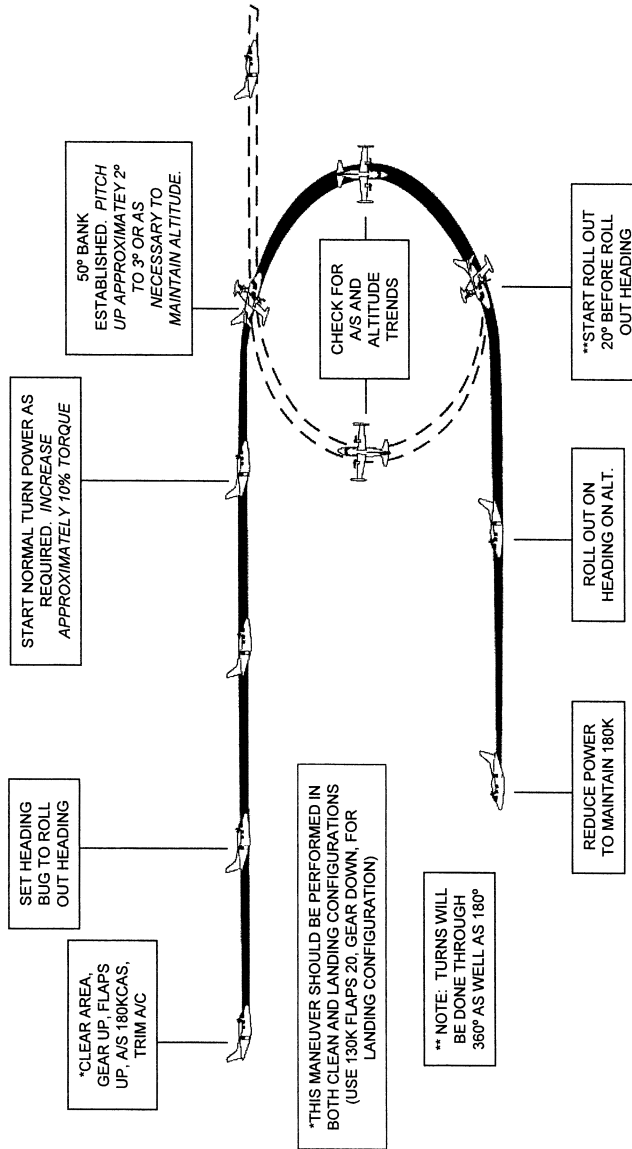 *CLEAR AREA,
GEAR UP, FLAPS
UP, A/S 180KCAS,
TRIM A/C
SET HEADING
BUG TO ROLL
OUT HEADING
START NORMAL TURN POWER AS
REQUIRED. INCREASE
APPROXIMATELY 10% TORQUE
50º BANK
ESTABLISHED. PITCH
UP APPROXIMATEY 2º
TO 3º OR AS
NECESSARY TO
MAINTAIN ALTITUDE.
*THIS MANEUVER SHOULD BE PERFORMED IN
BOTH CLEAN AND LANDING CONFIGURATIONS
(USE 130K FLAPS 20, GEAR DOWN, FOR
LANDING CONFIGURATION)
CHECK FOR
A/S AND
ALTITUDE
TRENDS
** NOTE: TURNS WILL
BE DONE THROUGH
360º AS WELL AS 180º
REDUCE POWER
TO MAINTAIN 180K
ROLL OUT ON
HEADING ON ALT.
**START ROLL OUT
20º BEFORE ROLL
OUT HEADING